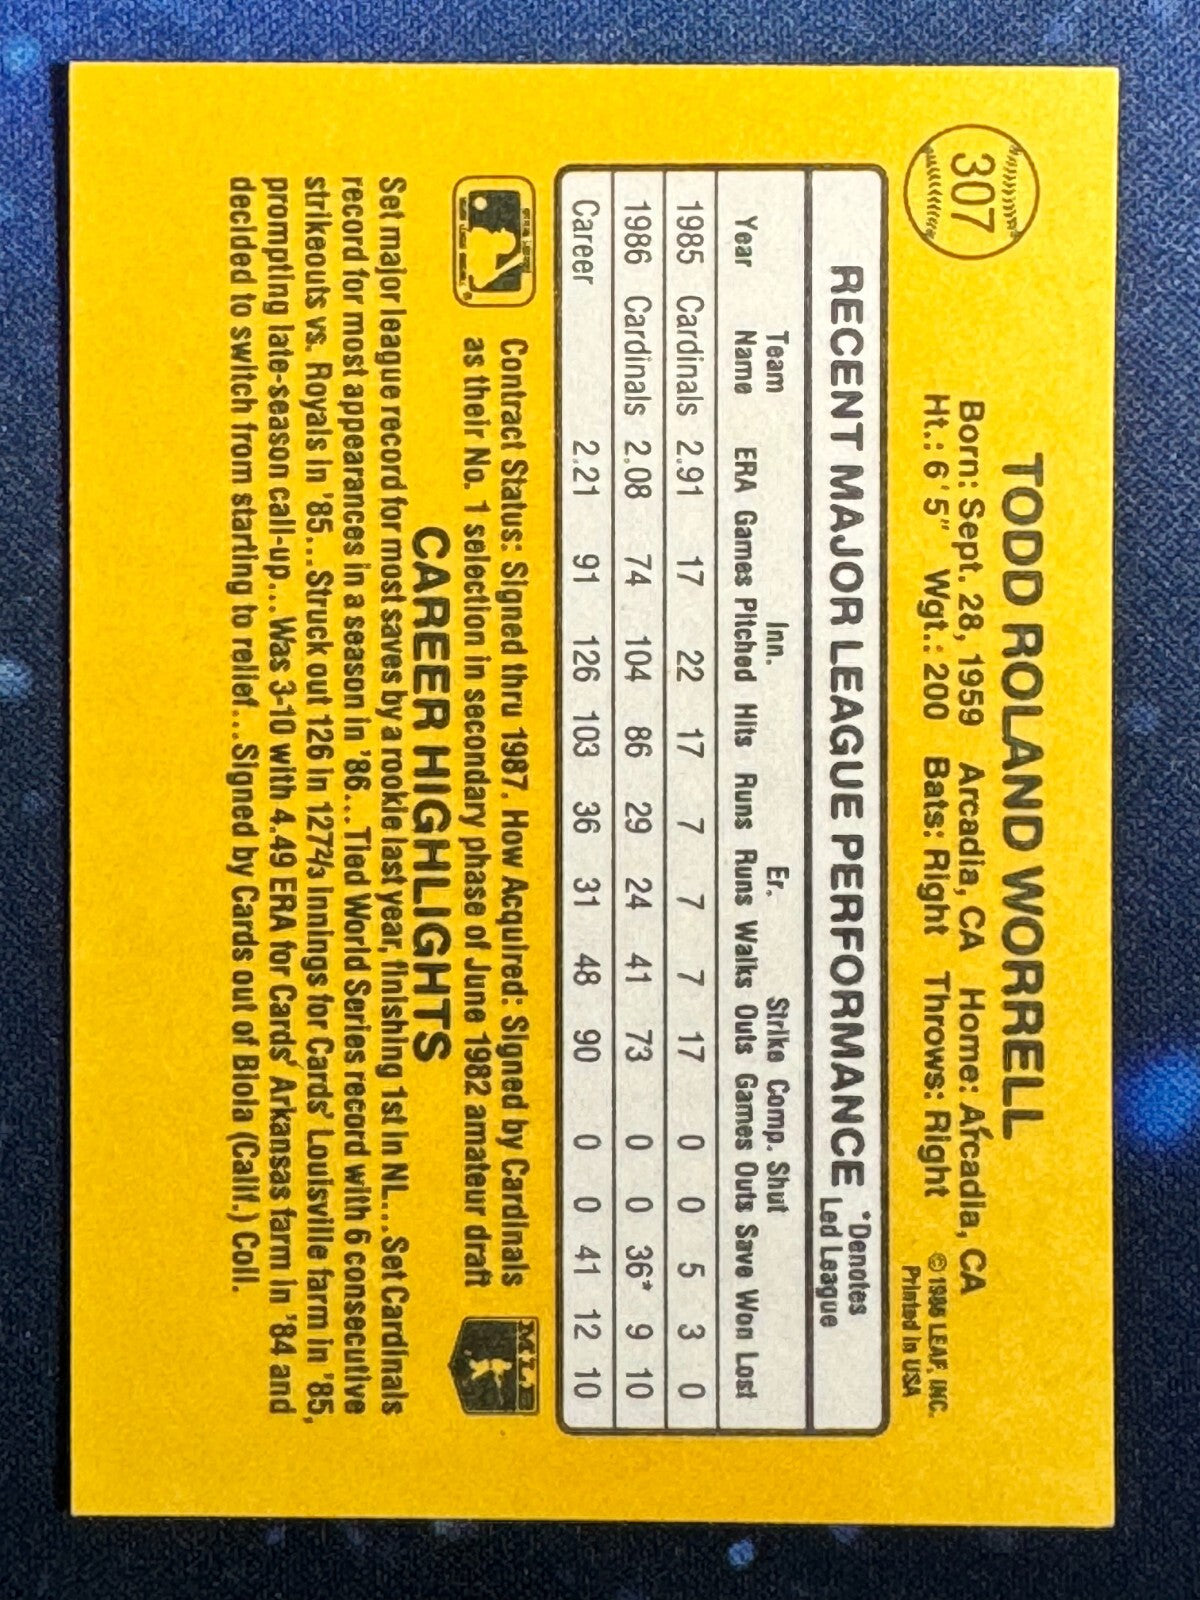 307
TODD ROLAND WORRELL
Born: Sept. 28, 1959 Arcadia, CA Home: Arcadia, CA
Ht.: 6'5" Wgt.: 200 Bats: Right Throws: Right
©1986 LEAF, INC.
Printed in USA
RECENT MAJOR LEAGUE PERFORMANCE *Denotes Led League
Team Inn. Er. Strike Comp. Shut
Year Name ERA Games Pitched Hits Runs Runs Walks Outs Games Outs Save Won Lost
1985 Cardinals 2.91 17 22 17 7 7 7 17 0 0 5 3 0
1986 Cardinals 2.08 74 104 86 29 24 41 73 0 0 36* 9 10
Career 2.21 91 126 103 36 31 48 90 0 0 41 12 10
Contract Status: Signed thru 1987. How Acquired: Signed by Cardinals
as their No. 1 selection in secondary phase of June 1982 amateur draft
MLB
CAREER HIGHLIGHTS
Set major league record for most saves by a rookie last year, finishing 1st in NL...Set Cardinals
record for most appearances in a season in '86...Tied World Series record with 6 consecutive
strikeouts vs. Royals in '85...Struck out 126 in 127⅔ innings for Cards' Louisville farm in '85,
prompting late-season call-up...Was 3-10 with 4.49 ERA for Cards' Arkansas farm in '84 and
decided to switch from starting to relief...Signed by Cards out of Biola (Calif.) Coll.